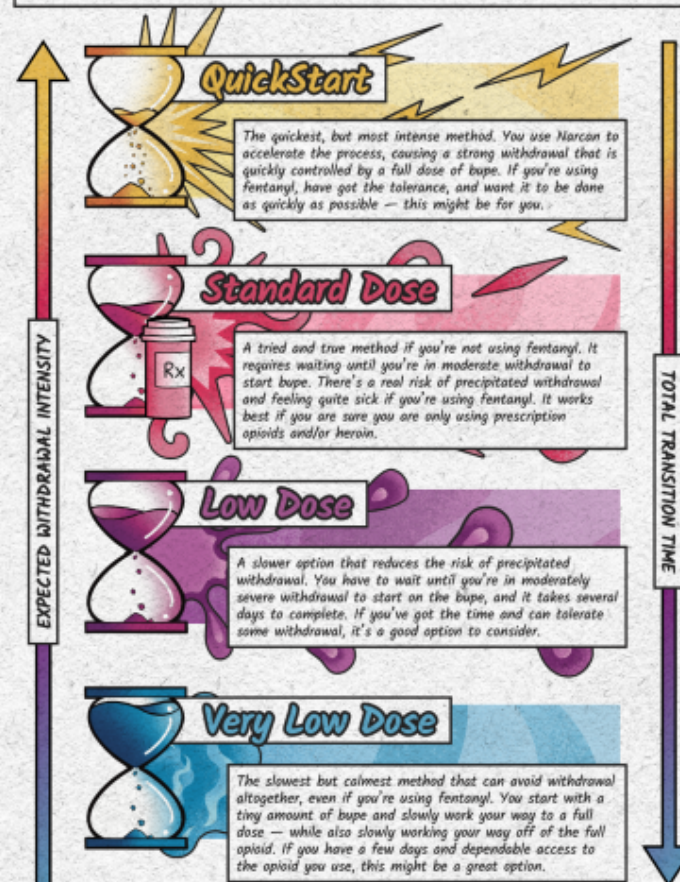 QuickStart
The quickest, but most intense method. You use Narcan to
accelerate the process, causing a strong withdrawal that is
quickly controlled by a full dose of bupe. If you're using
fentanyl, have got the tolerance, and want it to be done
as quickly as possible — this might be for you.
Standard Dose
Rx
A tried and true method if you're not using fentanyl. It
requires waiting until you're in moderate withdrawal to
start bupe. There's a real risk of precipitated withdrawal
and feeling quite sick if you're using fentanyl. It works
best if you are sure you are only using prescription
opioids and/or heroin.
EXPECTED WITHDRAWAL INTENSITY
TOTAL TRANSITION TIME
Low Dose
A slower option that reduces the risk of precipitated
withdrawal. You have to wait until you're in moderately
severe withdrawal to start on the bupe, and it takes several
days to complete. If you've got the time and can tolerate
some withdrawal, it's a good option to consider.
Very Low Dose
The slowest but calmest method that can avoid withdrawal
altogether, even if you're using fentanyl. You start with a
tiny amount of bupe and slowly work your way to a full
dose — while also slowly working your way off of the full
opioid. If you have a few days and dependable access to
the opioid you use, this might be a great option.